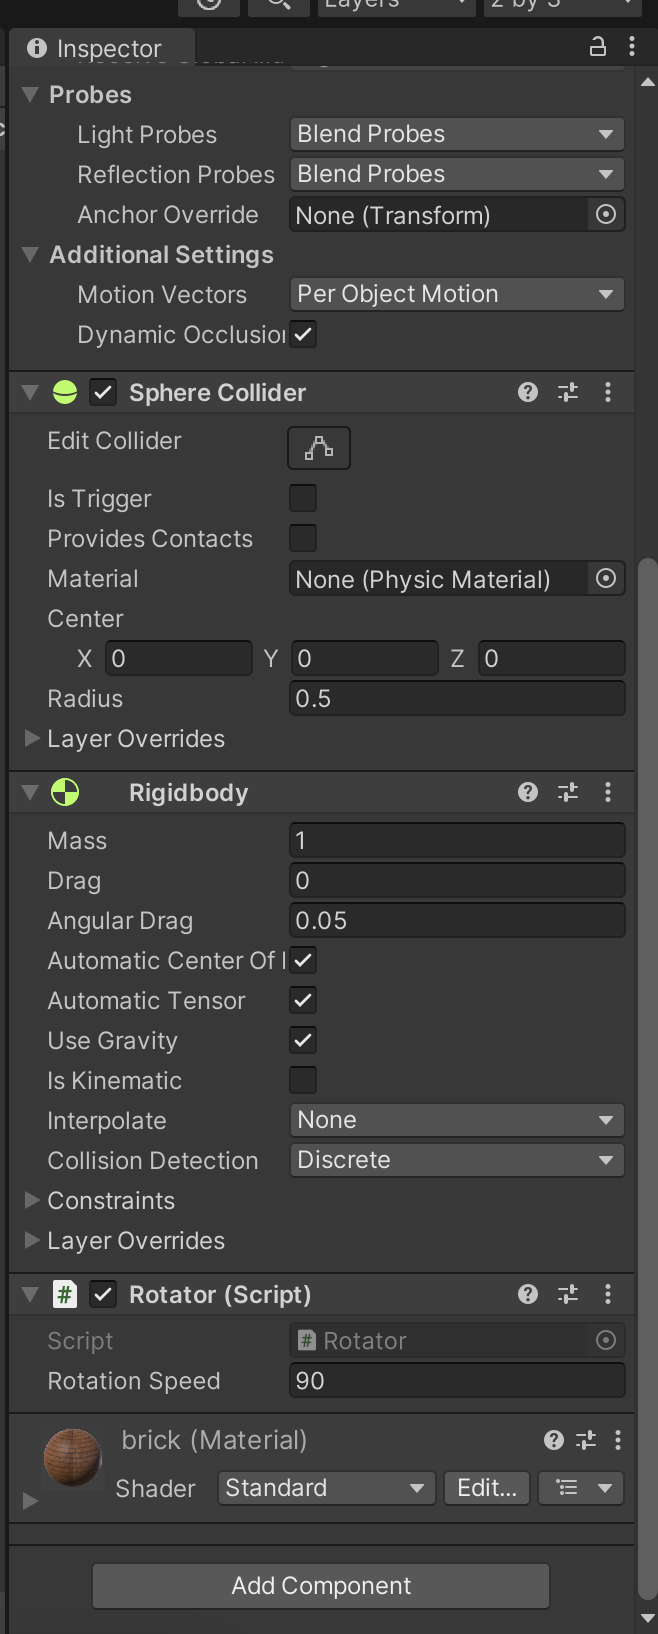 Layers
2 by 3
Inspector
Probes
Light Probes Blend Probes
Reflection Probes Blend Probes
Anchor Override None (Transform)
Additional Settings
Motion Vectors Per Object Motion
Dynamic Occlusion
Sphere Collider
Edit Collider
Is Trigger
Provides Contacts
Material None (Physic Material)
Center
X 0 Y 0 Z 0
Radius 0.5
Layer Overrides
Rigidbody
Mass 1
Drag 0
Angular Drag 0.05
Automatic Center Of
Automatic Tensor
Use Gravity
Is Kinematic
Interpolate None
Collision Detection Discrete
Constraints
Layer Overrides
# Rotator (Script)
Script # Rotator
Rotation Speed 90
brick (Material)
Shader Standard Edit...
Add Component